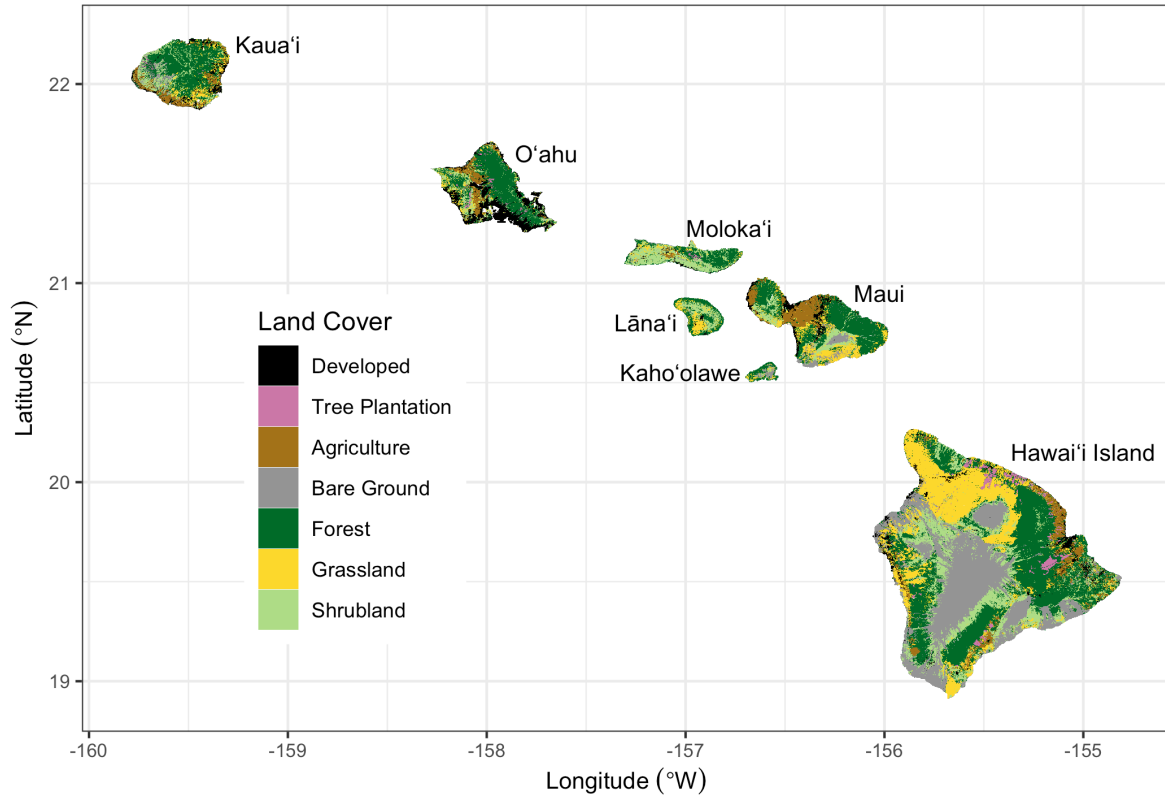 Kauaʻi
Oʻahu
Molokaʻi
Maui
Lānaʻi
Kahoʻolawe
Hawaiʻi Island
Land Cover
Developed
Tree Plantation
Agriculture
Bare Ground
Forest
Grassland
Shrubland
22
21
20
19
Latitude (°N)
-160
-159
-158
-157
-156
-155
Longitude (°W)